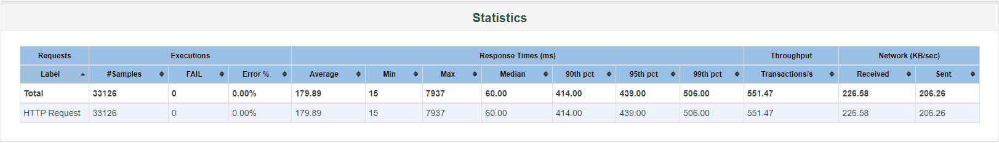 Statistics
Requests Executions Response Times (ms) Throughput Network (KB/sec)
Label #Samples FAIL Error % Average Min Max Median 90th pct 95th pct 99th pct Transactions/s Received Sent
Total 33126 0 0.00% 179.89 15 7937 60.00 414.00 439.00 506.00 551.47 226.58 206.26
HTTP Request 33126 0 0.00% 179.89 15 7937 60.00 414.00 439.00 506.00 551.47 226.58 206.26